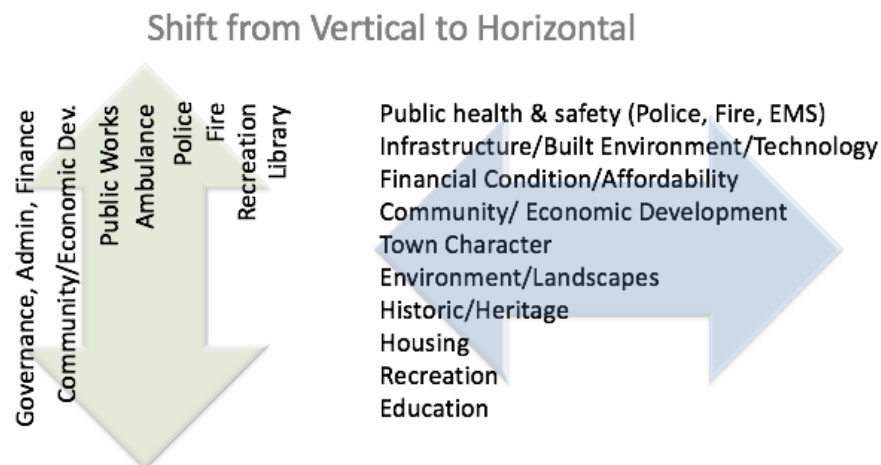 Shift from Vertical to Horizontal
Governance, Admin, Finance
Community/Economic Dev.
Public Works
Ambulance
Police
Fire
Recreation
Library
Public health & safety (Police, Fire, EMS)
Infrastructure/Built Environment/Technology
Financial Condition/Affordability
Community/ Economic Development
Town Character
Environment/Landscapes
Historic/Heritage
Housing
Recreation
Education